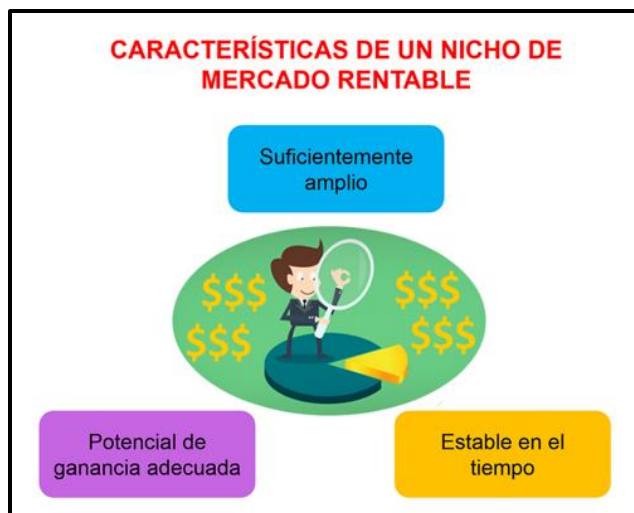 CARACTERÍSTICAS DE UN NICHO DE
MERCADO RENTABLE
Suficientemente
amplio
$$$
$$$
$$$
$$$
Potencial de
ganancia adecuada
Estable en el
tiempo